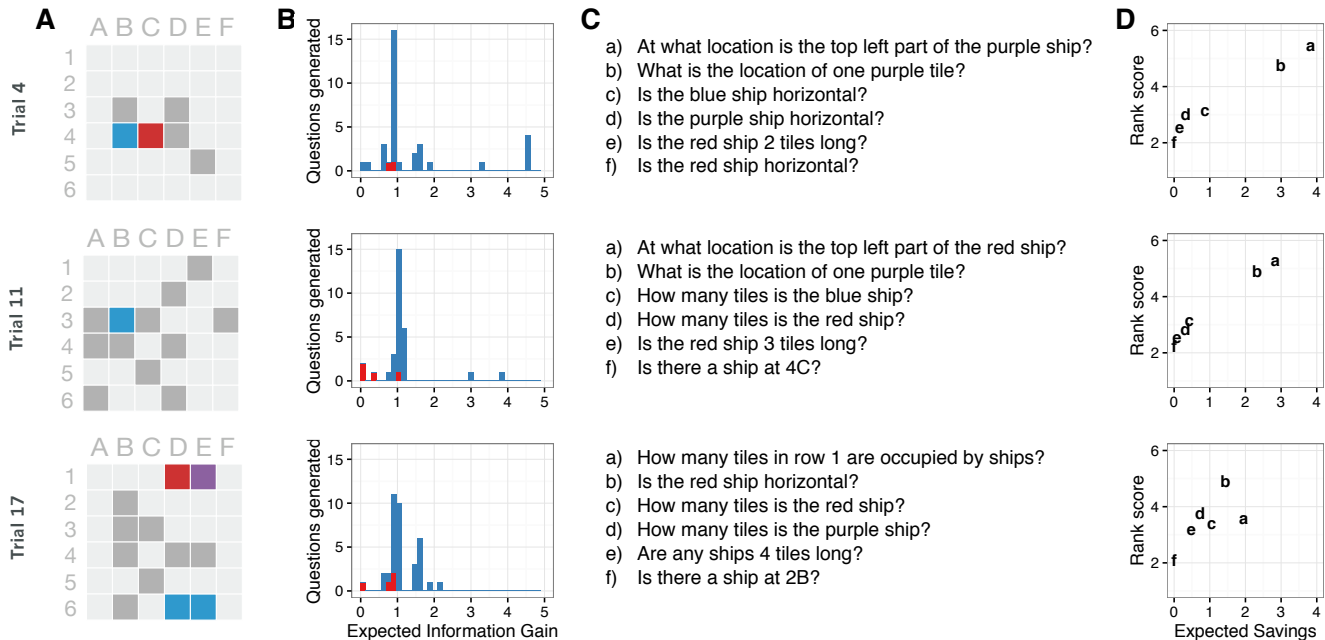 A B C D
Trial 4
A B C D E F
1
2
3
4
5
6
Questions generated
15
10
5
0
0 1 2 3 4 5
a) At what location is the top left part of the purple ship?
b) What is the location of one purple tile?
c) Is the blue ship horizontal?
d) Is the purple ship horizontal?
e) Is the red ship 2 tiles long?
f) Is the red ship horizontal?
Rank score
6
4
2
a
b
c
d
e
f
0 1 2 3 4
Trial 11
A B C D E F
1
2
3
4
5
6
Questions generated
15
10
5
0
0 1 2 3 4 5
a) At what location is the top left part of the red ship?
b) What is the location of one purple tile?
c) How many tiles is the blue ship?
d) How many tiles is the red ship?
e) Is the red ship 3 tiles long?
f) Is there a ship at 4C?
Rank score
6
4
2
a
b
c
d
e
f
0 1 2 3 4
Trial 17
A B C D E F
1
2
3
4
5
6
Questions generated
15
10
5
0
0 1 2 3 4 5
Expected Information Gain
a) How many tiles in row 1 are occupied by ships?
b) Is the red ship horizontal?
c) How many tiles is the red ship?
d) How many tiles is the purple ship?
e) Are any ships 4 tiles long?
f) Is there a ship at 2B?
Rank score
6
4
2
b
d
a
c
e
f
0 1 2 3 4
Expected Savings